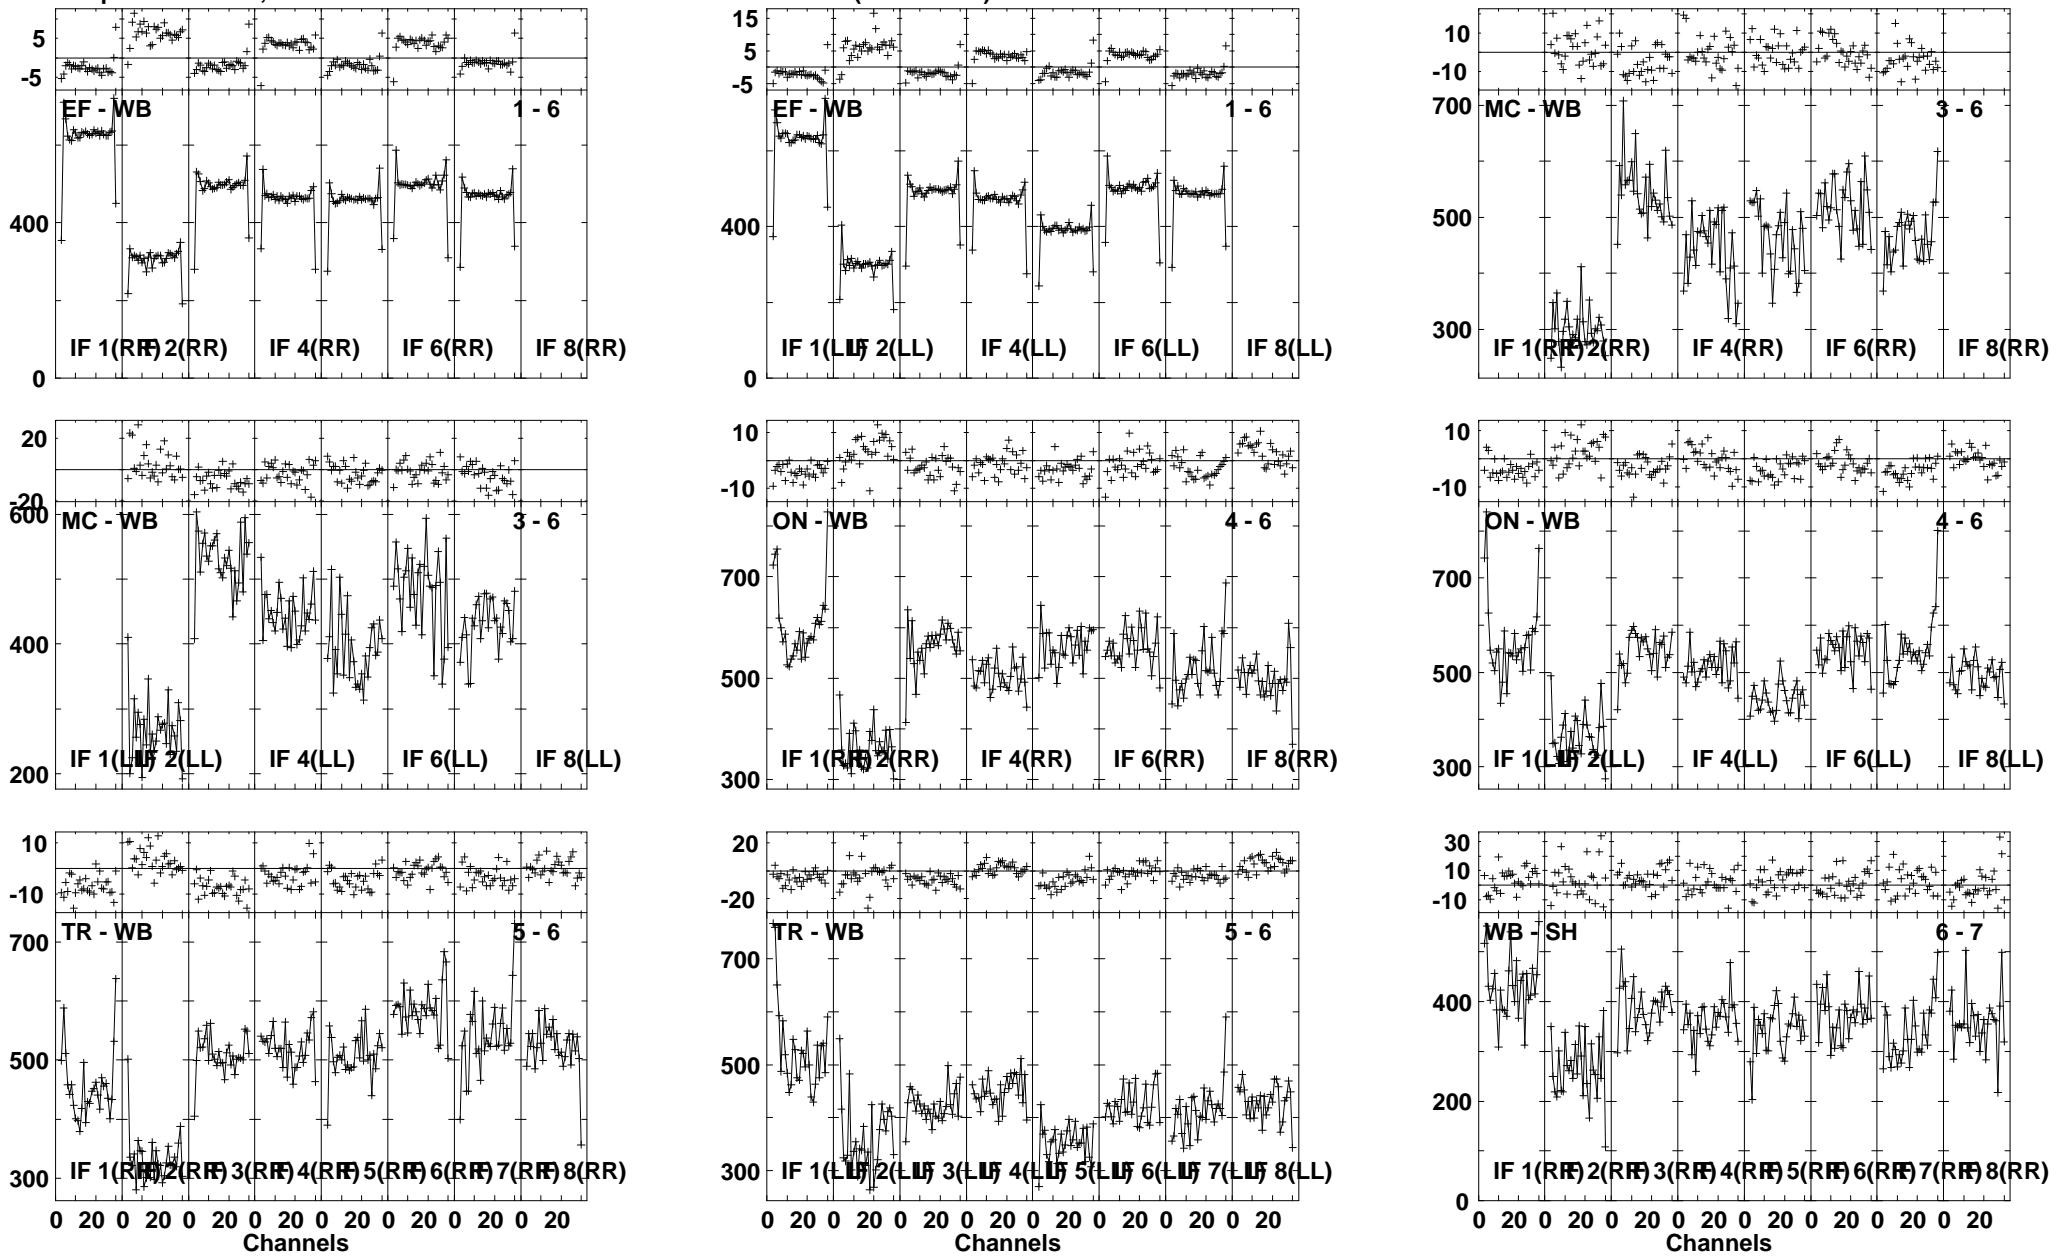 5
-5
EF - WB 1 - 6
400
0
IF 1(RR) IF 2(RR) IF 4(RR) IF 6(RR) IF 8(RR)
15
5
-5
EF - WB 1 - 6
400
0
IF 1(LL) IF 2(LL) IF 4(LL) IF 6(LL) IF 8(LL)
10
-10
700
MC - WB 3 - 6
500
300
IF 1(RR) IF 2(RR) IF 4(RR) IF 6(RR) IF 8(RR)
20
-20
600
MC - WB 3 - 6
400
200
IF 1(LL) IF 2(LL) IF 4(LL) IF 6(LL) IF 8(LL)
10
-10
ON - WB 4 - 6
700
500
300
IF 1(RR) IF 2(RR) IF 4(RR) IF 6(RR) IF 8(RR)
10
-10
ON - WB 4 - 6
700
500
300
IF 1(LL) IF 2(LL) IF 4(LL) IF 6(LL) IF 8(LL)
10
-10
TR - WB 5 - 6
700
500
300
IF 1(RR) IF 2(RR) IF 3(RR) IF 4(RR) IF 5(RR) IF 6(RR) IF 7(RR) IF 8(RR)
0 20 0 20 0 20 0 20 0 20 0 20 0 20 0 20
Channels
20
-20
TR - WB 5 - 6
700
500
300
IF 1(LL) IF 2(LL) IF 3(LL) IF 4(LL) IF 5(LL) IF 6(LL) IF 7(LL) IF 8(LL)
0 20 0 20 0 20 0 20 0 20 0 20 0 20 0 20
Channels
30
10
-10
WB - SH 6 - 7
400
200
0
IF 1(RR) IF 2(RR) IF 3(RR) IF 4(RR) IF 5(RR) IF 6(RR) IF 7(RR) IF 8(RR)
0 20 0 20 0 20 0 20 0 20 0 20 0 20 0 20
Channels